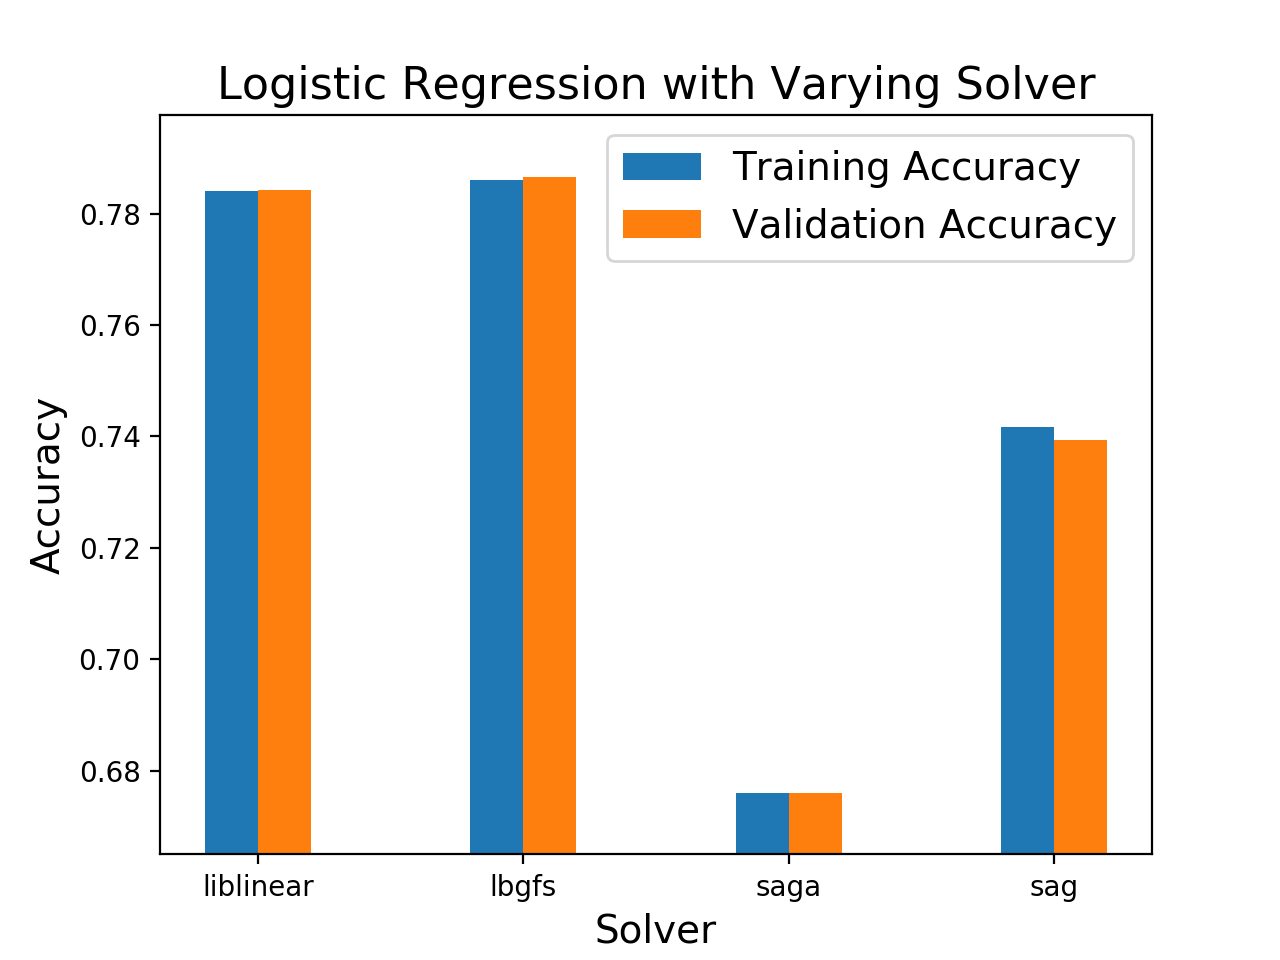 Logistic Regression with Varying Solver
Training Accuracy
Validation Accuracy
Accuracy
0.78
0.76
0.74
0.72
0.70
0.68
liblinear
lbgfs
saga
sag
Solver